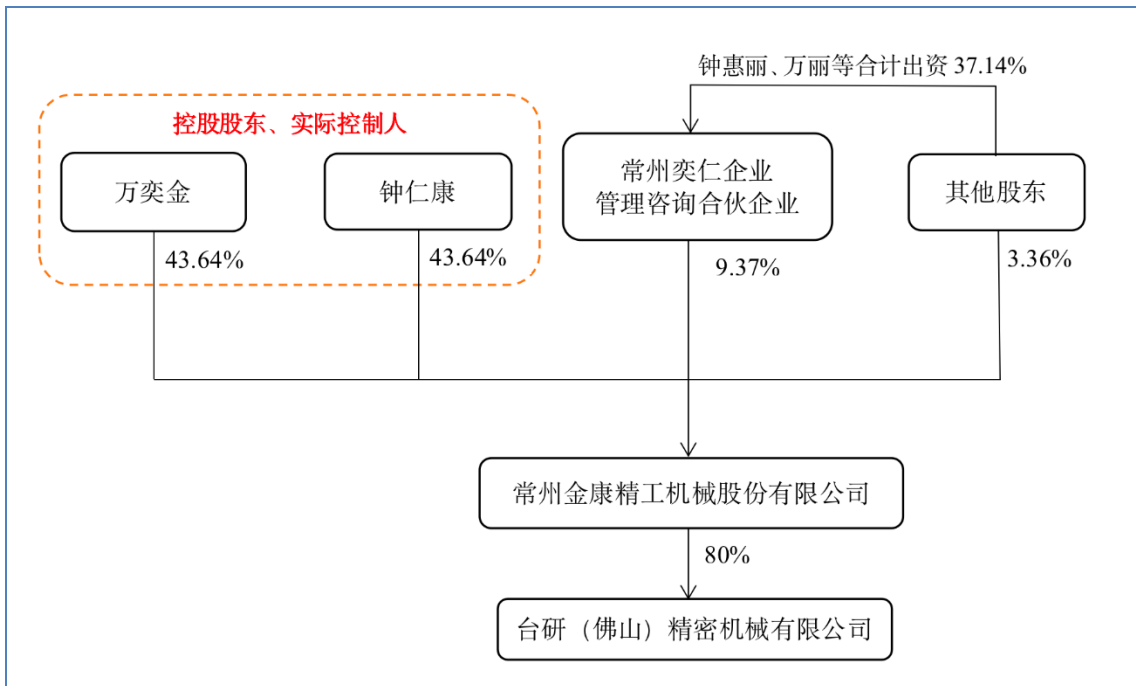 钟惠丽、万丽等合计出资 37.14%
控股股东、实际控制人
万奕金
钟仁康
常州奕仁企业
管理咨询合伙企业
其他股东
43.64%
43.64%
9.37%
3.36%
常州金康精工机械股份有限公司
80%
台研（佛山）精密机械有限公司